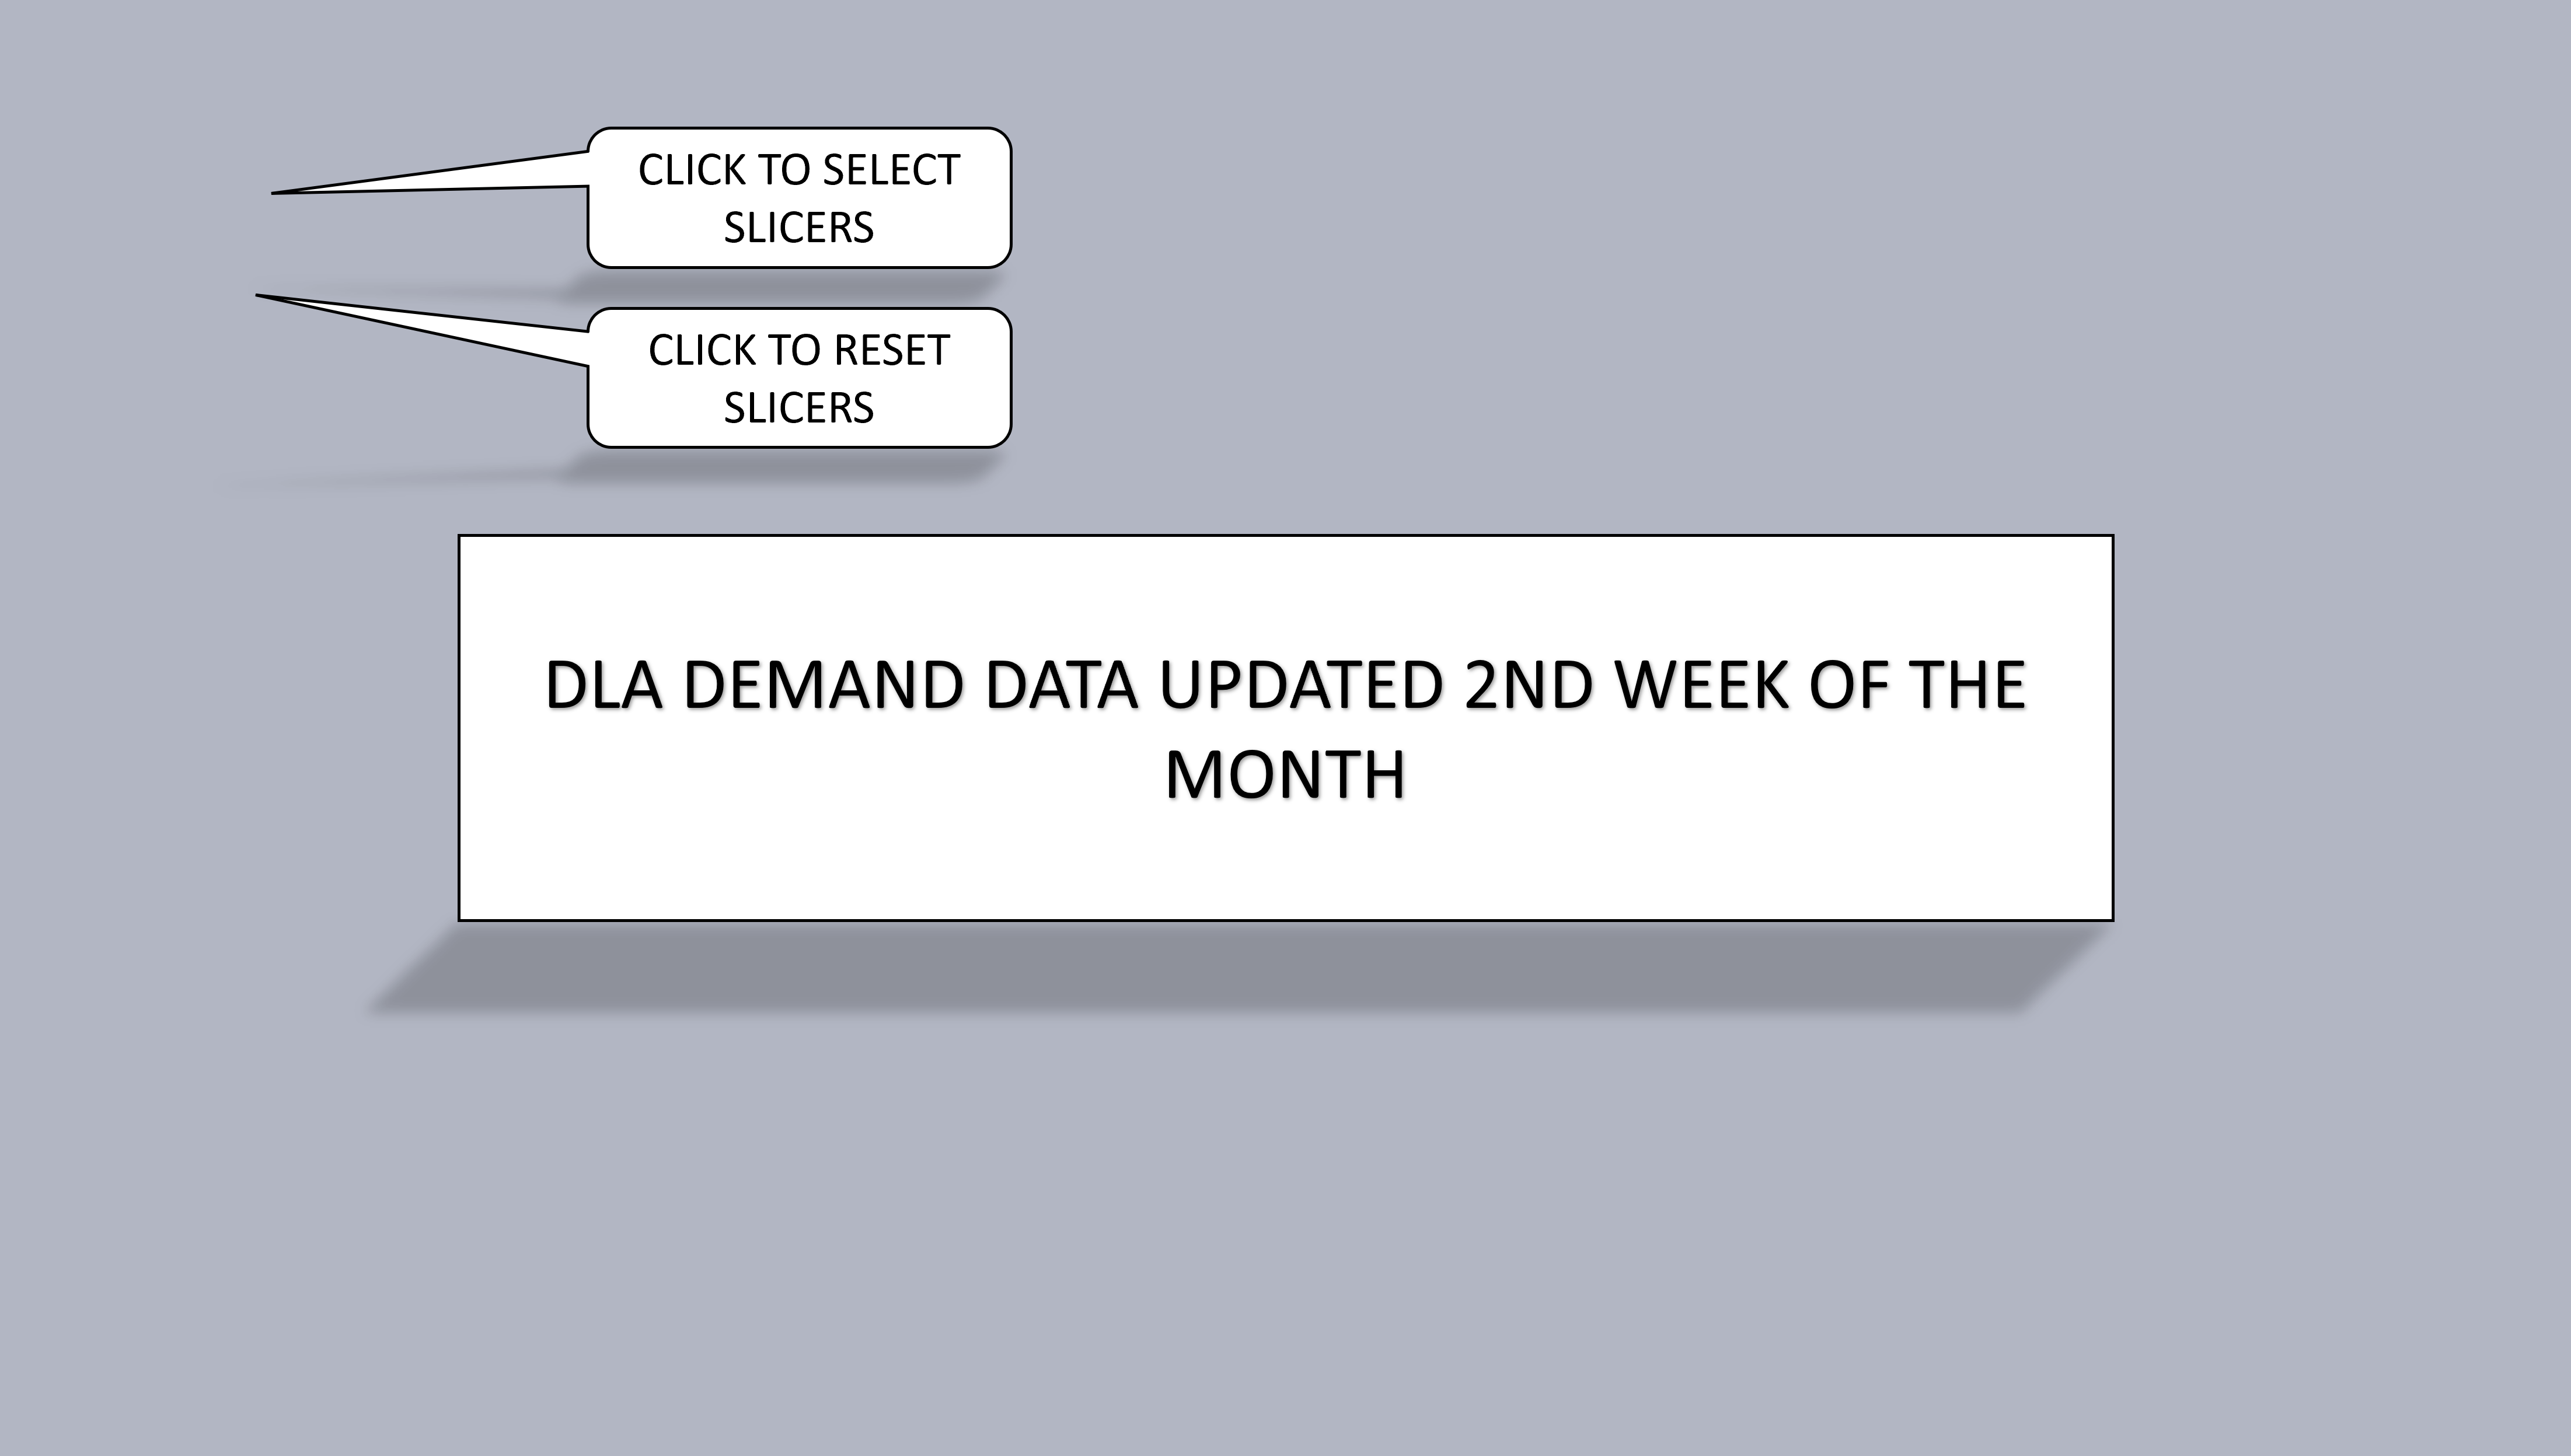 CLICK TO SELECT
SLICERS
CLICK TO RESET
SLICERS
DLA DEMAND DATA UPDATED 2ND WEEK OF THE
MONTH